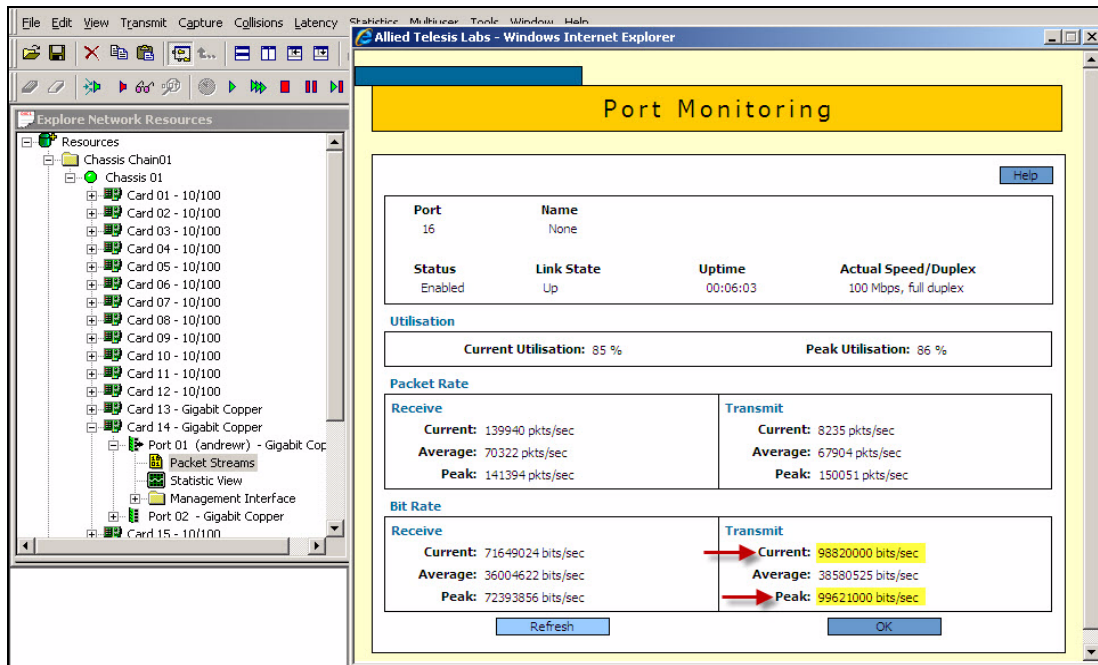 File Edit View Transmit Capture Collisions Latency Statistics Multiuser Tools Window Help
Allied Telesis Labs - Windows Internet Explorer
Explore Network Resources
Resources
Chassis Chain01
Chassis 01
Card 01 - 10/100
Card 02 - 10/100
Card 03 - 10/100
Card 04 - 10/100
Card 05 - 10/100
Card 06 - 10/100
Card 07 - 10/100
Card 08 - 10/100
Card 09 - 10/100
Card 10 - 10/100
Card 11 - 10/100
Card 12 - 10/100
Card 13 - Gigabit Copper
Card 14 - Gigabit Copper
Port 01 (andrewr) - Gigabit Cop
Packet Streams
Statistic View
Management Interface
Port 02 - Gigabit Copper
Card 15 - 10/100
Port Monitoring
Help
Port Name
16 None
Status Link State Uptime Actual Speed/Duplex
Enabled Up 00:06:03 100 Mbps, full duplex
Utilisation
Current Utilisation: 85 % Peak Utilisation: 86 %
Packet Rate
Receive Transmit
Current: 139940 pkts/sec Current: 8235 pkts/sec
Average: 70322 pkts/sec Average: 67904 pkts/sec
Peak: 141394 pkts/sec Peak: 150051 pkts/sec
Bit Rate
Receive Transmit
Current: 71649024 bits/sec Current: 98820000 bits/sec
Average: 36004622 bits/sec Average: 38580525 bits/sec
Peak: 72393856 bits/sec Peak: 99621000 bits/sec
Refresh OK